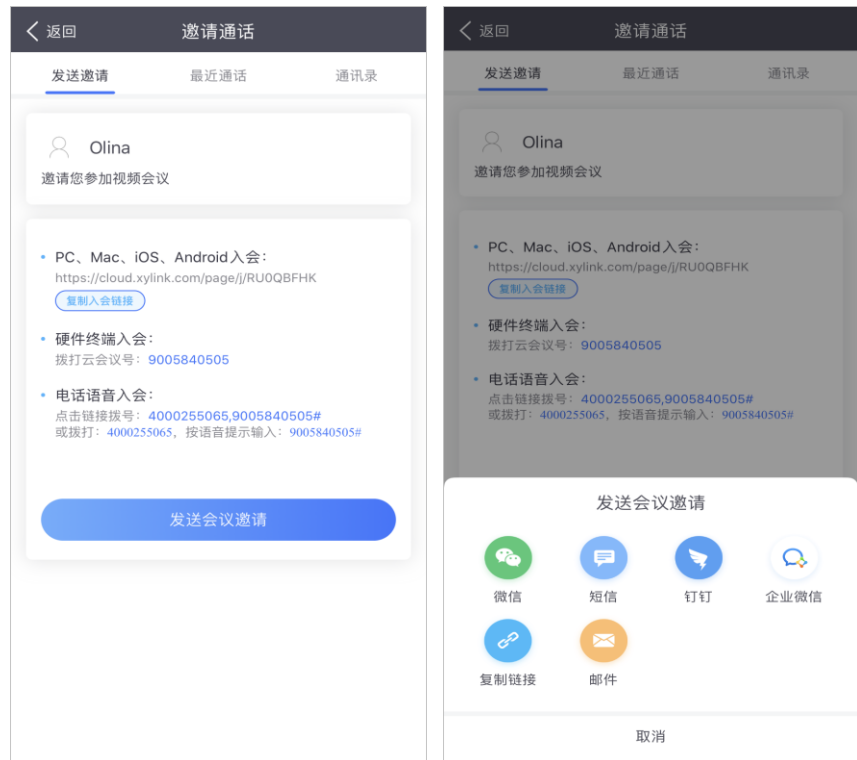 返回
邀请通话
发送邀请
最近通话
通讯录
Olina
邀请您参加视频会议
• PC、Mac、iOS、Android入会：
https://cloud.xylink.com/page/j/RU0QBFHK
复制入会链接
• 硬件终端入会：
拨打云会议号：9005840505
• 电话语音入会：
点击链接拨号：4000255065,9005840505#
或拨打：4000255065，按语音提示输入：9005840505#
发送会议邀请
返回
邀请通话
发送邀请
最近通话
通讯录
Olina
邀请您参加视频会议
• PC、Mac、iOS、Android入会：
https://cloud.xylink.com/page/j/RU0QBFHK
复制入会链接
• 硬件终端入会：
拨打云会议号：9005840505
• 电话语音入会：
点击链接拨号：4000255065,9005840505#
或拨打：4000255065，按语音提示输入：9005840505#
发送会议邀请
微信
短信
钉钉
企业微信
复制链接
邮件
取消